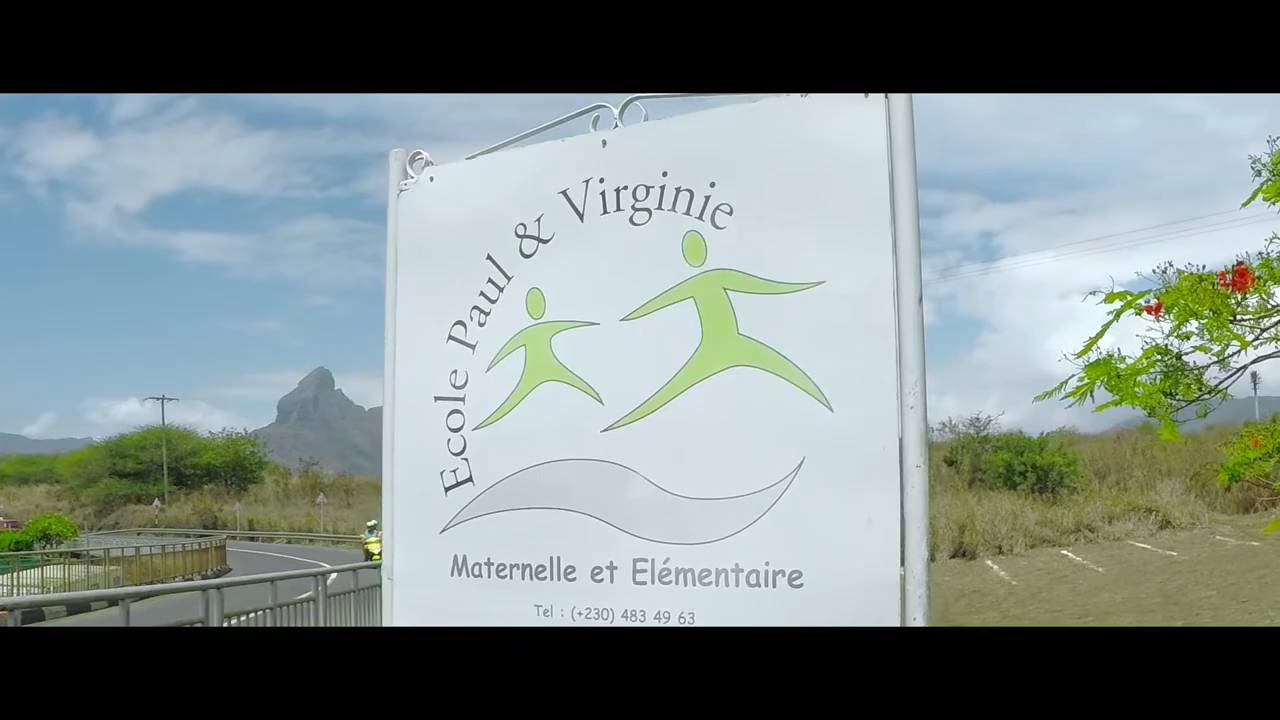 Ecole Paul & Virginie
Maternelle et Elémentaire
Tel : (+230) 483 49 63